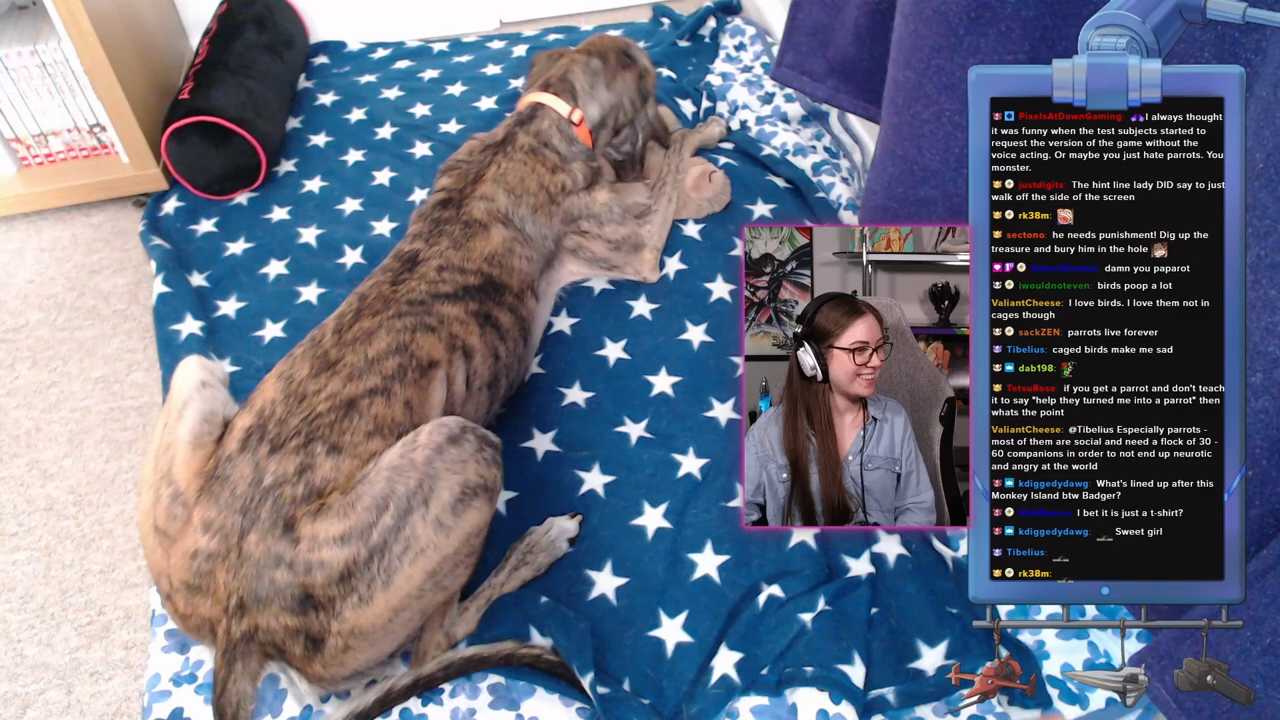 PixelsAtDawnGaming: I always thought
it was funny when the test subjects started to
request the version of the game without the
voice acting. Or maybe you just hate parrots. You
monster.
justdigits: The hint line lady DID say to just
walk off the side of the screen
rk38m:
sectono: he needs punishment! Dig up the
treasure and bury him in the hole
damn you paparot
iwouldnoteven: birds poop a lot
ValiantCheese: I love birds. I love them not in
cages though
sackZEN: parrots live forever
Tibelius: caged birds make me sad
dab198:
TetsuRose: if you get a parrot and don't teach
it to say "help they turned me into a parrot" then
whats the point
ValiantCheese: @Tibelius Especially parrots -
most of them are social and need a flock of 30 -
60 companions in order to not end up neurotic
and angry at the world
kdiggedydawg: What's lined up after this
Monkey Island btw Badger?
I bet it is just a t-shirt?
kdiggedydawg: Sweet girl
Tibelius:
rk38m: